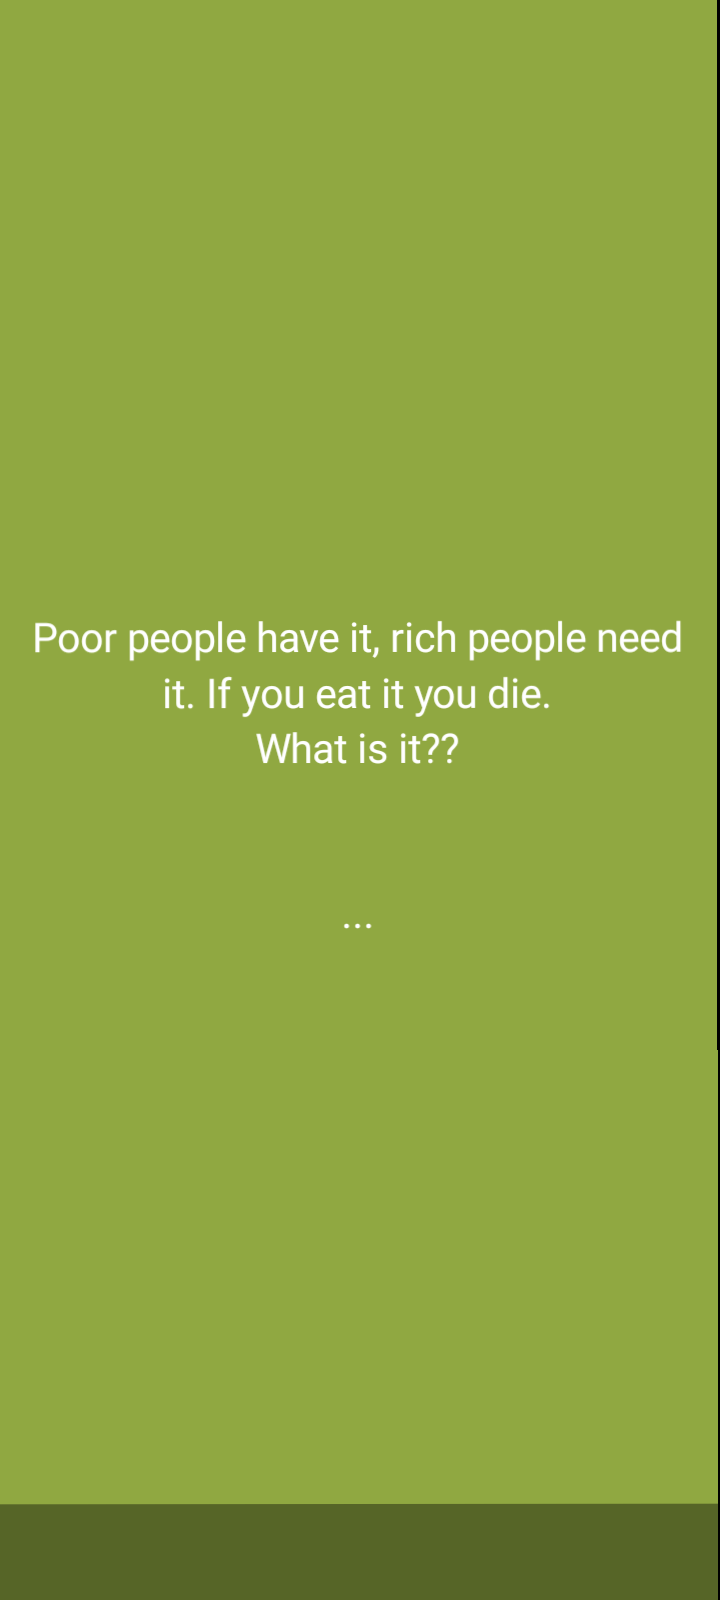 Poor people have it, rich people need
it. If you eat it you die.
What is it??
...